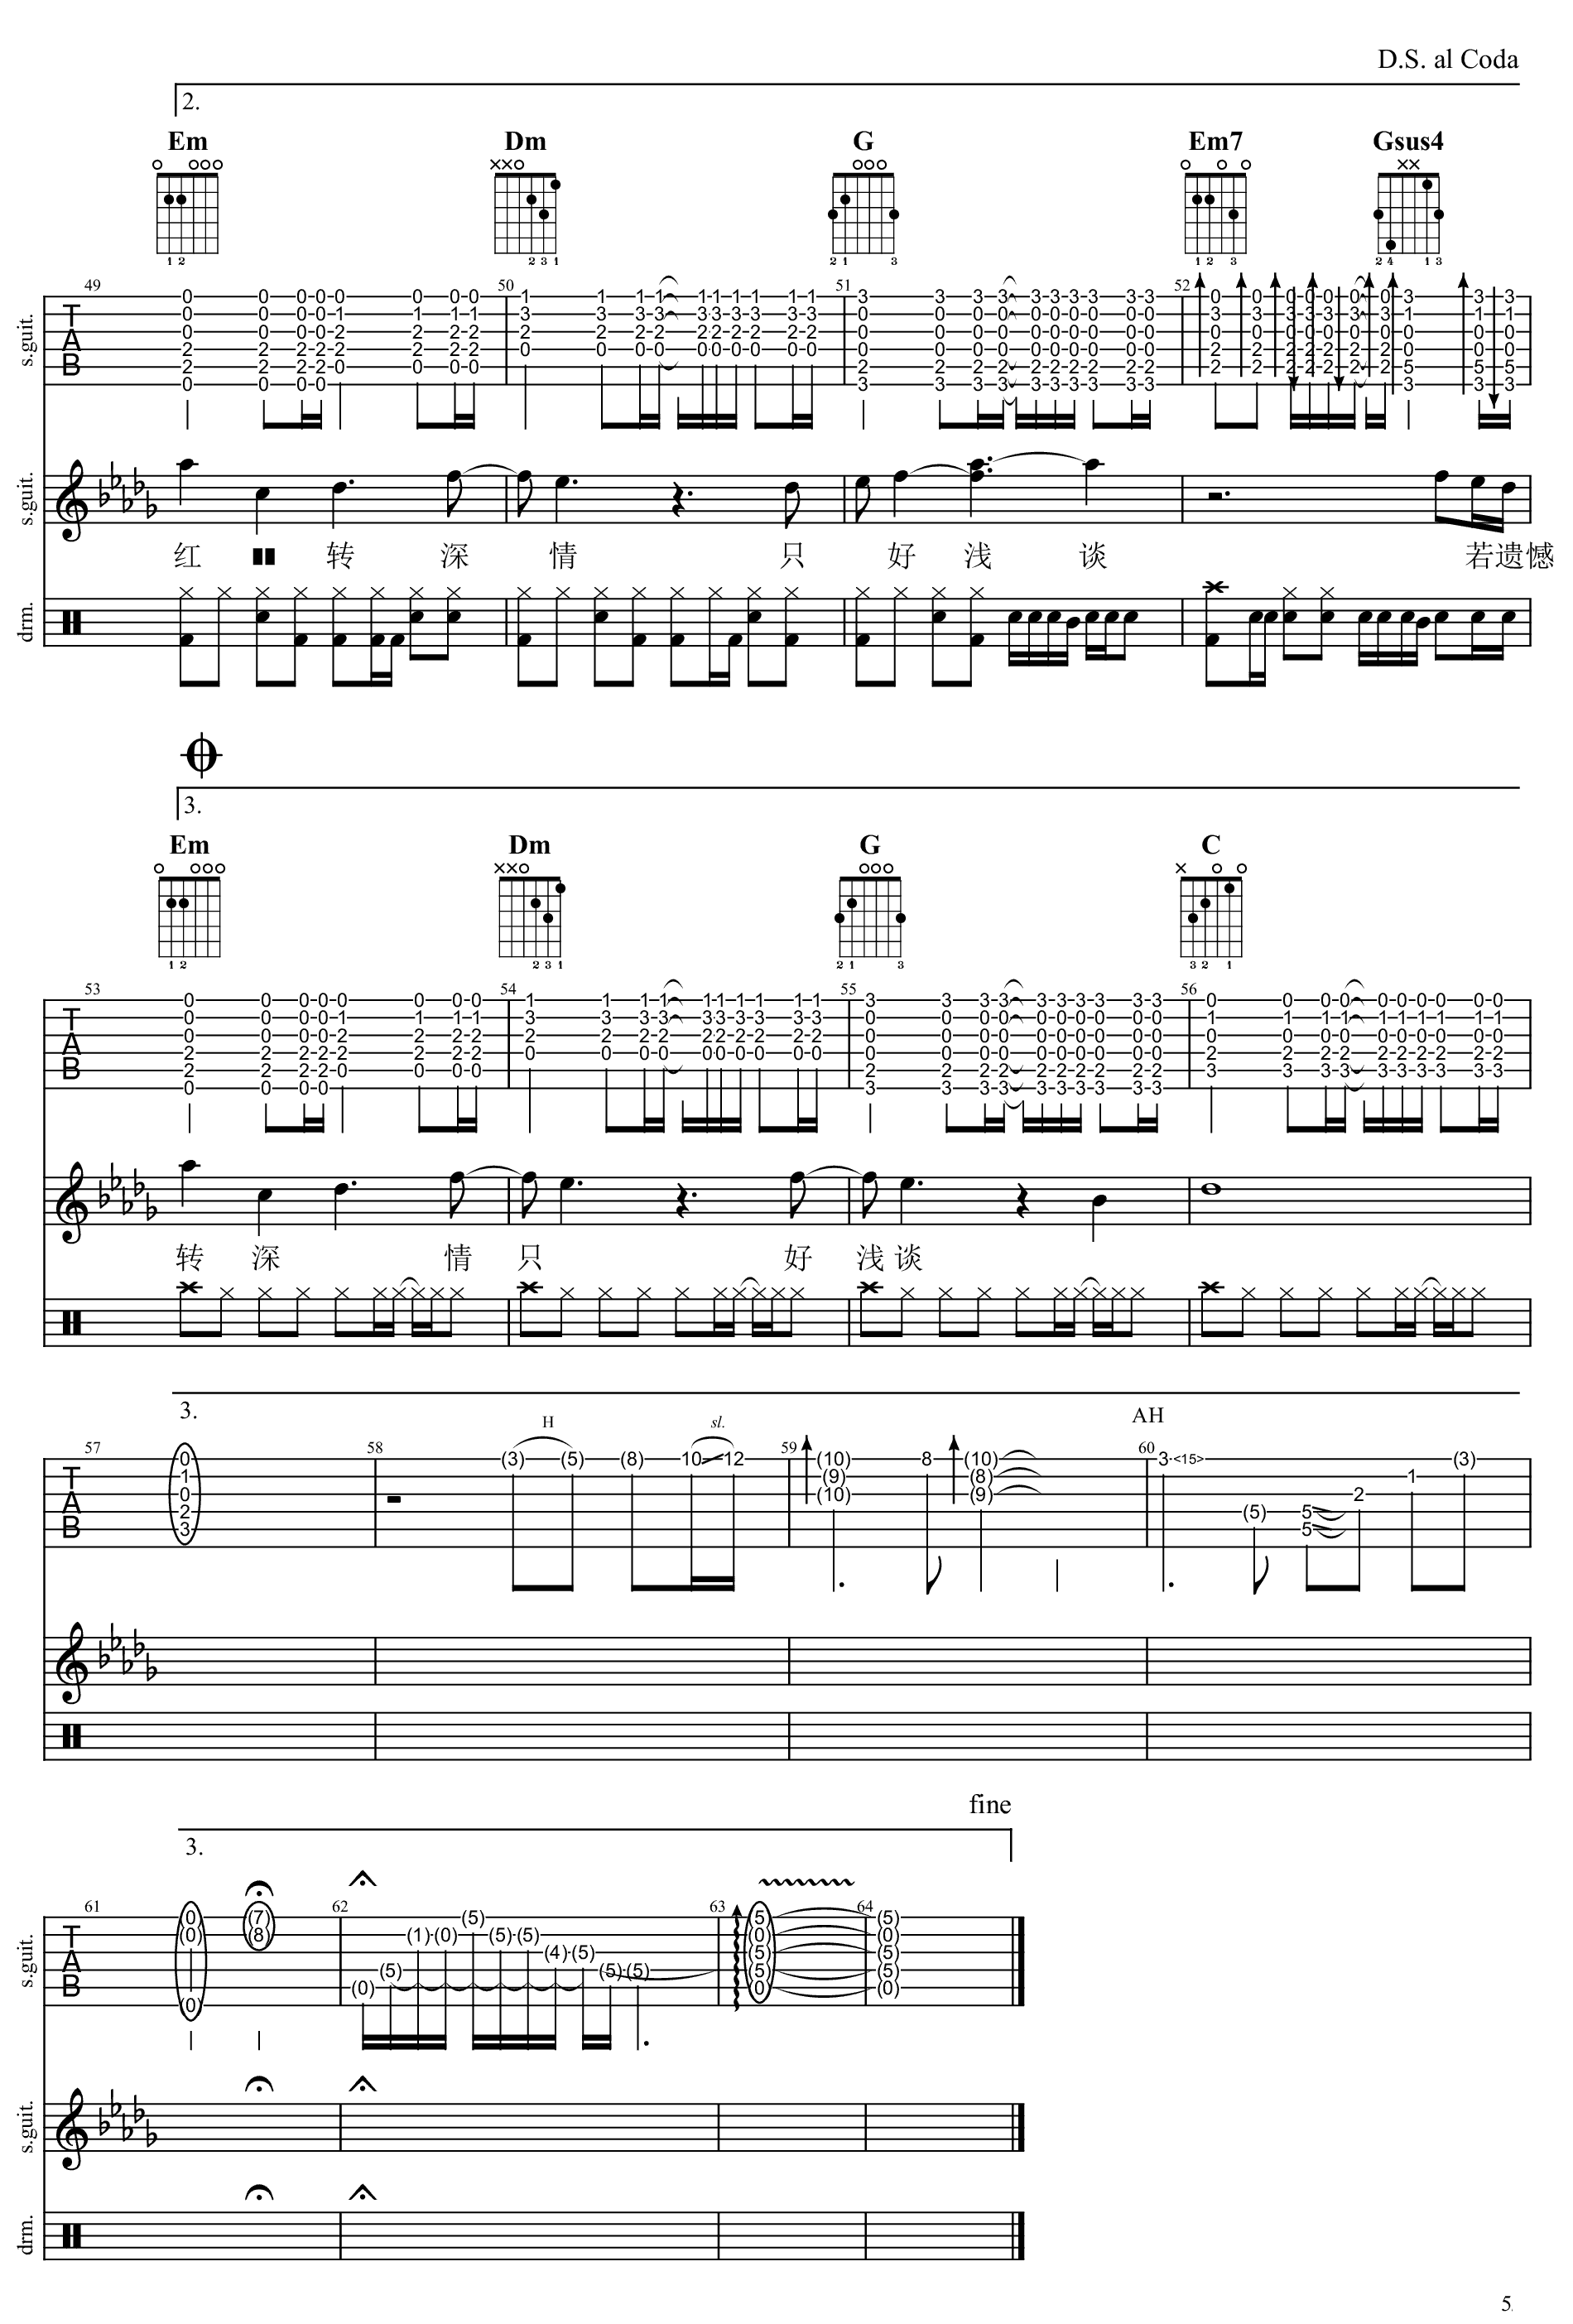 D.S. al Coda
2.
Em Dm G Em7 Gsus4
49 50 51 52
s.guit.
s.guit.
红 转 深 情 只 好 浅 谈 若遗憾
drm.
3.
Em Dm G C
53 54 55 56
转 深 情 只 好 浅 谈
3.
AH
H sl.
57 58 59 60
fine
3.
61 62 63 64
s.guit.
s.guit.
drm.
5